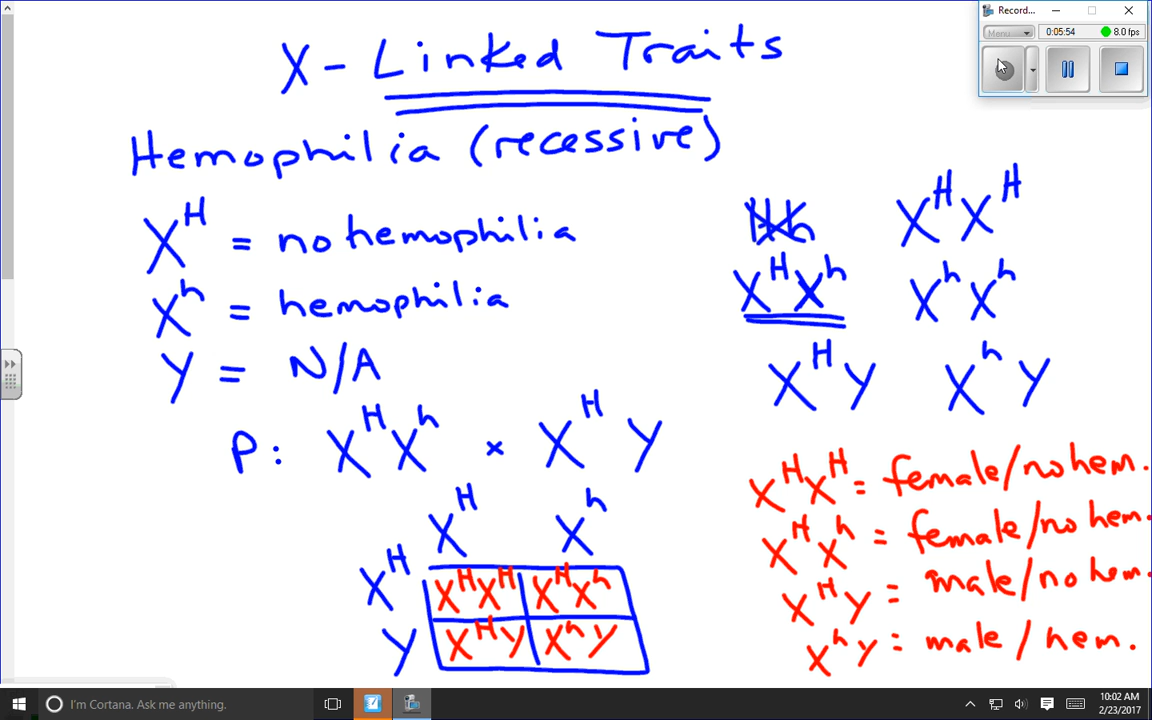 Record...
Menu
0:05:54
8.0 fps
X - Linked Traits
Hemophilia (recessive)
X^H = no hemophilia
X^h = hemophilia
Y = N/A
X^H X^H
X^H X^h
X^h X^h
X^H Y
X^h Y
P: X^H X^h × X^H Y
X^H X^h
X^H X^H X^H X^h
Y X^H Y X^h Y
X^H X^H = female/no hem.
X^H X^h = female/no hem.
X^H Y = male/no hem.
X^h Y = male / hem.
I'm Cortana. Ask me anything.
10:02 AM
2/23/2017